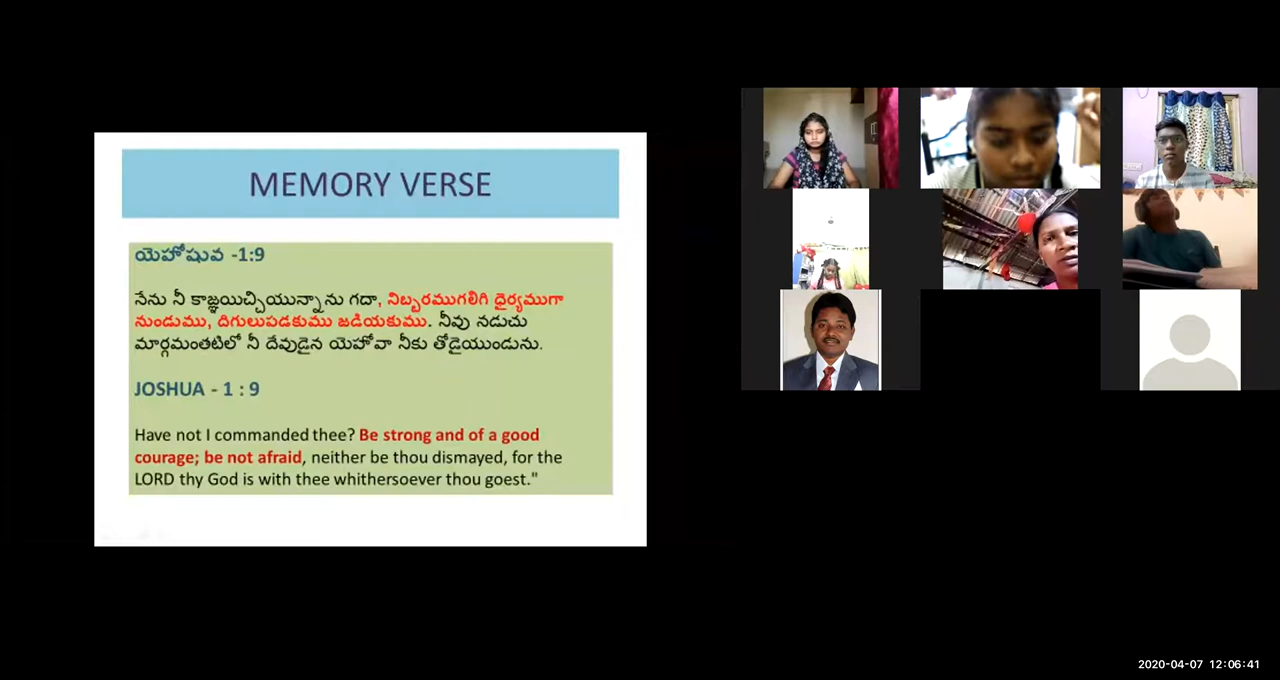 MEMORY VERSE
యెహోషువ -1:9
నేను నీ కాజ్ఞయిచ్చియున్నాను గదా, నిబ్బరముగలిగి ధైర్యముగా
నుండుము, దిగులుపడకుము జడియకుము. నీవు నడుచు
మార్గమంతటిలో నీ దేవుడైన యెహోవా నీకు తోడైయుండును.
JOSHUA - 1 : 9
Have not I commanded thee? Be strong and of a good
courage; be not afraid, neither be thou dismayed, for the
LORD thy God is with thee whithersoever thou goest."
2020-04-07 12:06:41